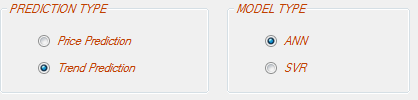 PREDICTION TYPE
Price Prediction
Trend Prediction
MODEL TYPE
ANN
SVR